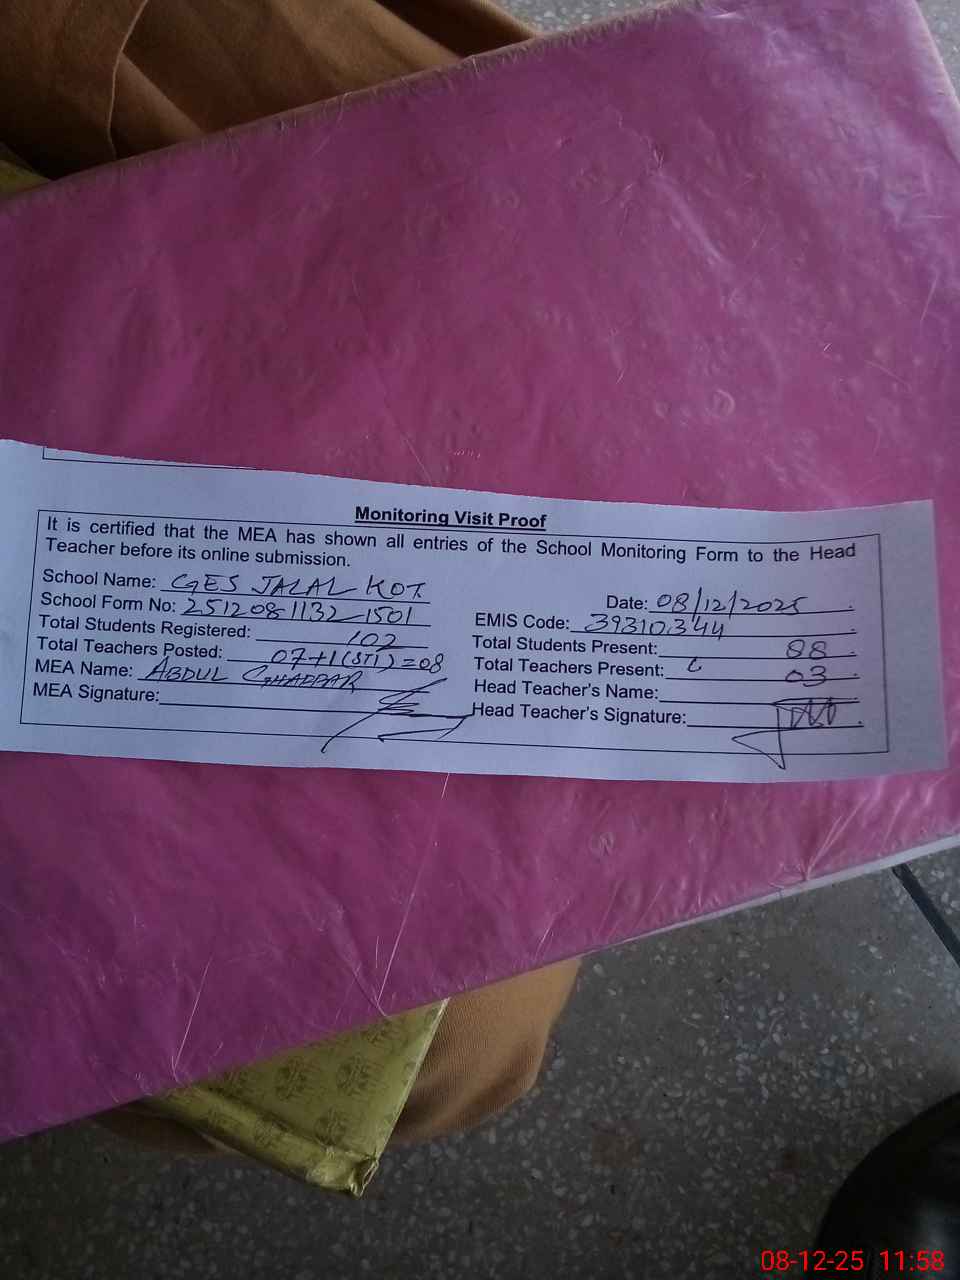 Monitoring Visit Proof
It is certified that the MEA has shown all entries of the School Monitoring Form to the Head
Teacher before its online submission.
School Name: GES JALAL KOT.
Date: 08/12/2025
School Form No: 2512081132-1501
EMIS Code: 39310344
Total Students Registered: 102
Total Students Present: 88
Total Teachers Posted: 07+1(STI)=08
Total Teachers Present: 03
MEA Name: ABDUL GHAFFAR
Head Teacher's Name:
MEA Signature:
Head Teacher's Signature:
08-12-25 11:58